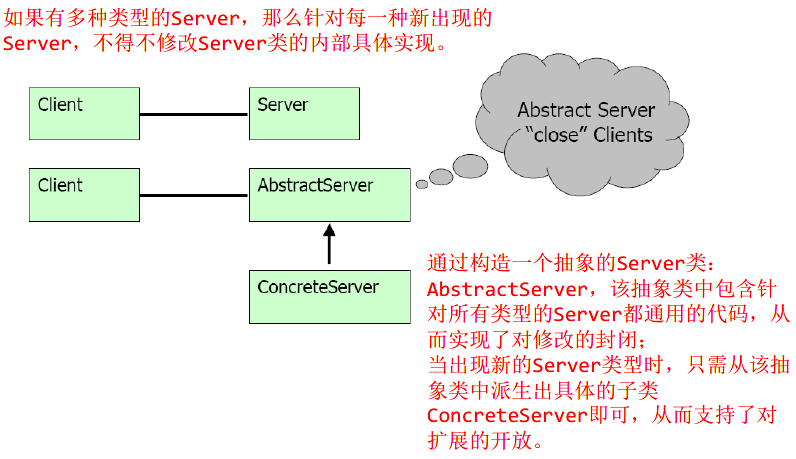 如果有多种类型的Server，那么针对每一种新出现的
Server，不得不修改Server类的内部具体实现。
Client
Server
Abstract Server
“close” Clients
Client
AbstractServer
ConcreteServer
通过构造一个抽象的Server类：
AbstractServer，该抽象类中包含针
对所有类型的Server都通用的代码，从
而实现了对修改的封闭；
当出现新的Server类型时，只需从该抽
象类中派生出具体的子类
ConcreteServer即可，从而支持了对
扩展的开放。